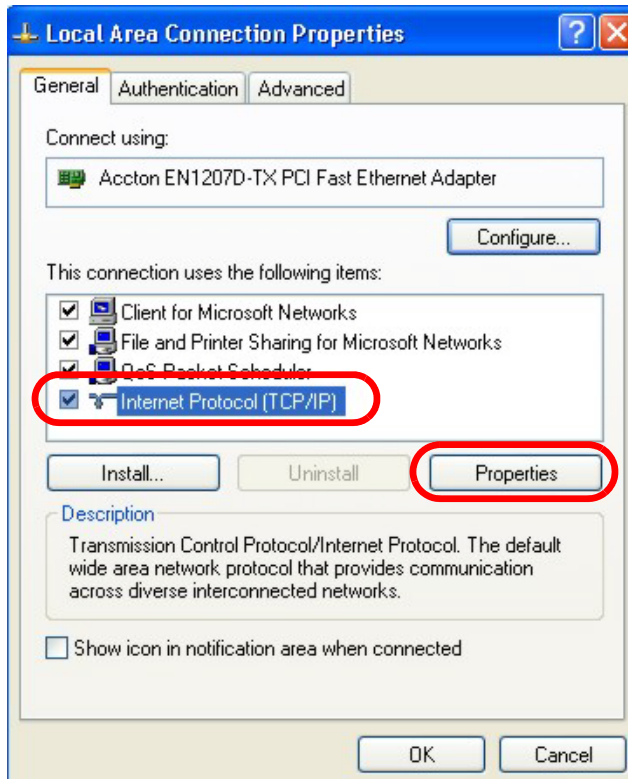 Local Area Connection Properties
General
Authentication
Advanced
Connect using:
Accton EN1207D-TX PCI Fast Ethernet Adapter
Configure...
This connection uses the following items:
Client for Microsoft Networks
File and Printer Sharing for Microsoft Networks
QoS Packet Scheduler
Internet Protocol (TCP/IP)
Install...
Uninstall
Properties
Description
Transmission Control Protocol/Internet Protocol. The default
wide area network protocol that provides communication
across diverse interconnected networks.
Show icon in notification area when connected
OK
Cancel